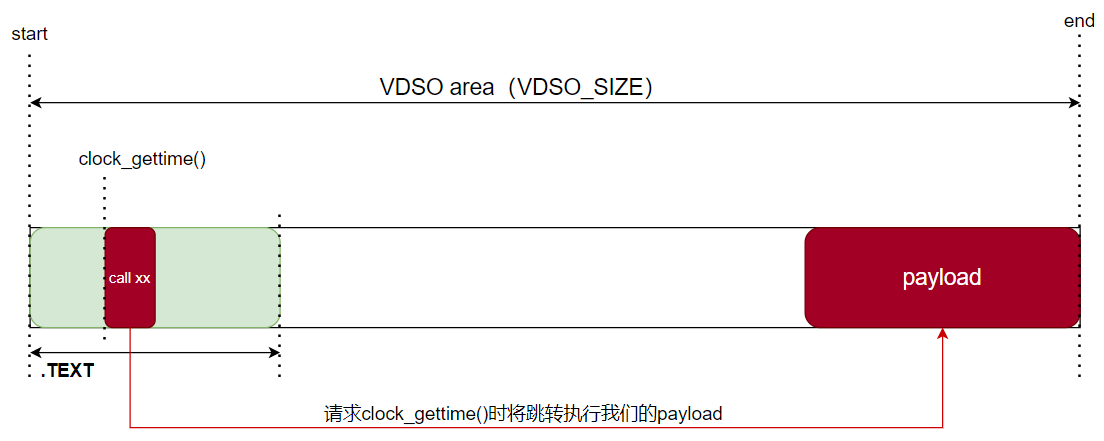 start
end
VDSO area（VDSO_SIZE）
clock_gettime()
call xx
payload
.TEXT
请求clock_gettime()时将跳转执行我们的payload